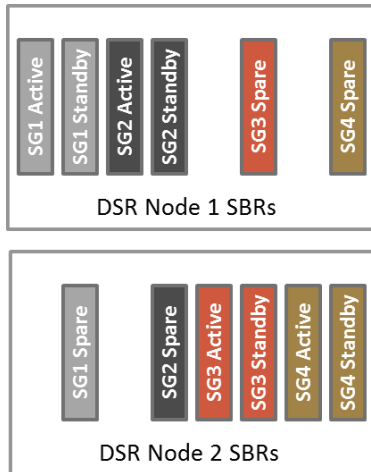 SG1 Active
SG1 Standby
SG2 Active
SG2 Standby
SG3 Spare
SG4 Spare
DSR Node 1 SBRs
SG1 Spare
SG2 Spare
SG3 Active
SG3 Standby
SG4 Active
SG4 Standby
DSR Node 2 SBRs